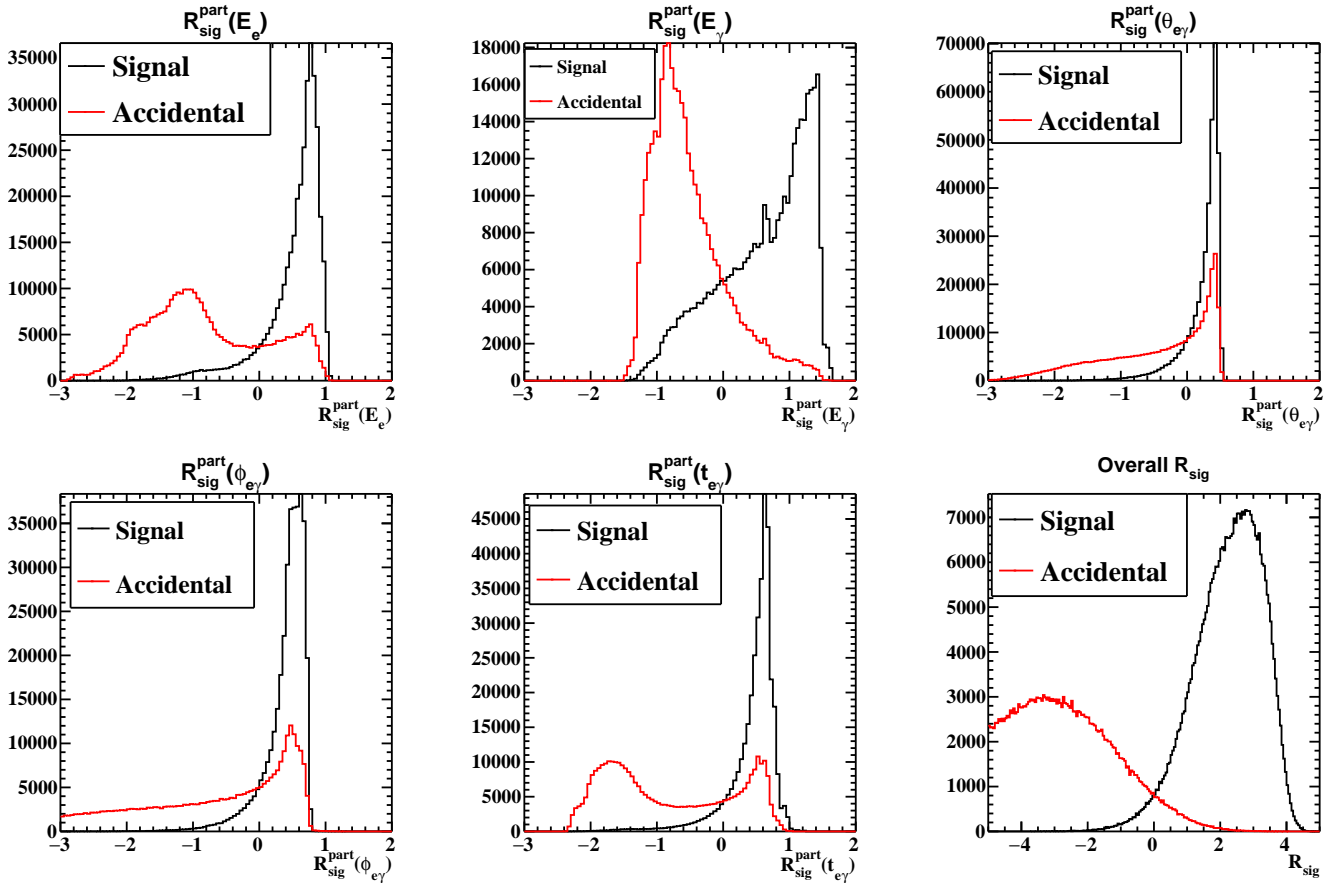 R_sig^part(E_e)
35000
30000
25000
20000
15000
10000
5000
0
Signal
Accidental
−3 −2 −1 0 1 2
R_sig^part(E_e)
R_sig^part(E_γ)
18000
16000
14000
12000
10000
8000
6000
4000
2000
0
Signal
Accidental
−3 −2 −1 0 1 2
R_sig^part(E_γ)
R_sig^part(θ_eγ)
70000
60000
50000
40000
30000
20000
10000
0
Signal
Accidental
−3 −2 −1 0 1 2
R_sig^part(θ_eγ)
R_sig^part(ϕ_eγ)
35000
30000
25000
20000
15000
10000
5000
0
Signal
Accidental
−3 −2 −1 0 1 2
R_sig^part(ϕ_eγ)
R_sig^part(t_eγ)
45000
40000
35000
30000
25000
20000
15000
10000
5000
0
Signal
Accidental
−3 −2 −1 0 1 2
R_sig^part(t_eγ)
Overall R_sig
7000
6000
5000
4000
3000
2000
1000
0
Signal
Accidental
−4 −2 0 2 4
R_sig